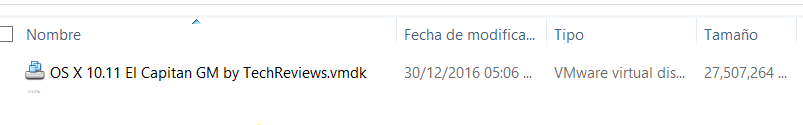 Nombre Fecha de modifica... Tipo Tamaño
OS X 10.11 El Capitan GM by TechReviews.vmdk 30/12/2016 05:06 ... VMware virtual dis... 27,507,264 ...